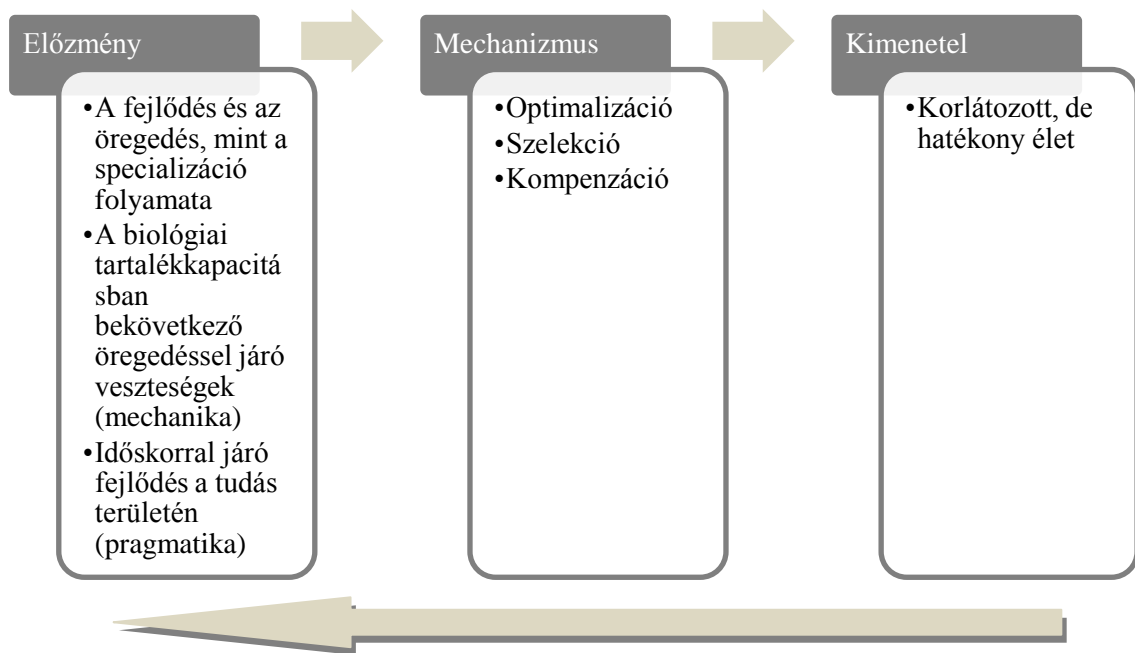 Előzmény
•A fejlődés és az
öregedés, mint a
specializáció
folyamata
•A biológiai
tartalékkapacitá
sban
bekövetkező
öregedéssel járó
veszteségek
(mechanika)
•Időskorral járó
fejlődés a tudás
területén
(pragmatika)
Mechanizmus
•Optimalizáció
•Szelekció
•Kompenzáció
Kimenetel
•Korlátozott, de
hatékony élet